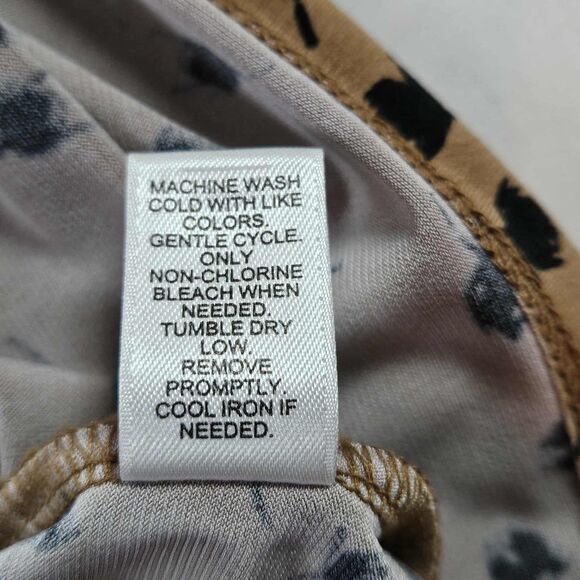 MACHINE WASH
COLD WITH LIKE
COLORS.
GENTLE CYCLE.
ONLY
NON-CHLORINE
BLEACH WHEN
NEEDED.
TUMBLE DRY
LOW.
REMOVE
PROMPTLY.
COOL IRON IF
NEEDED.